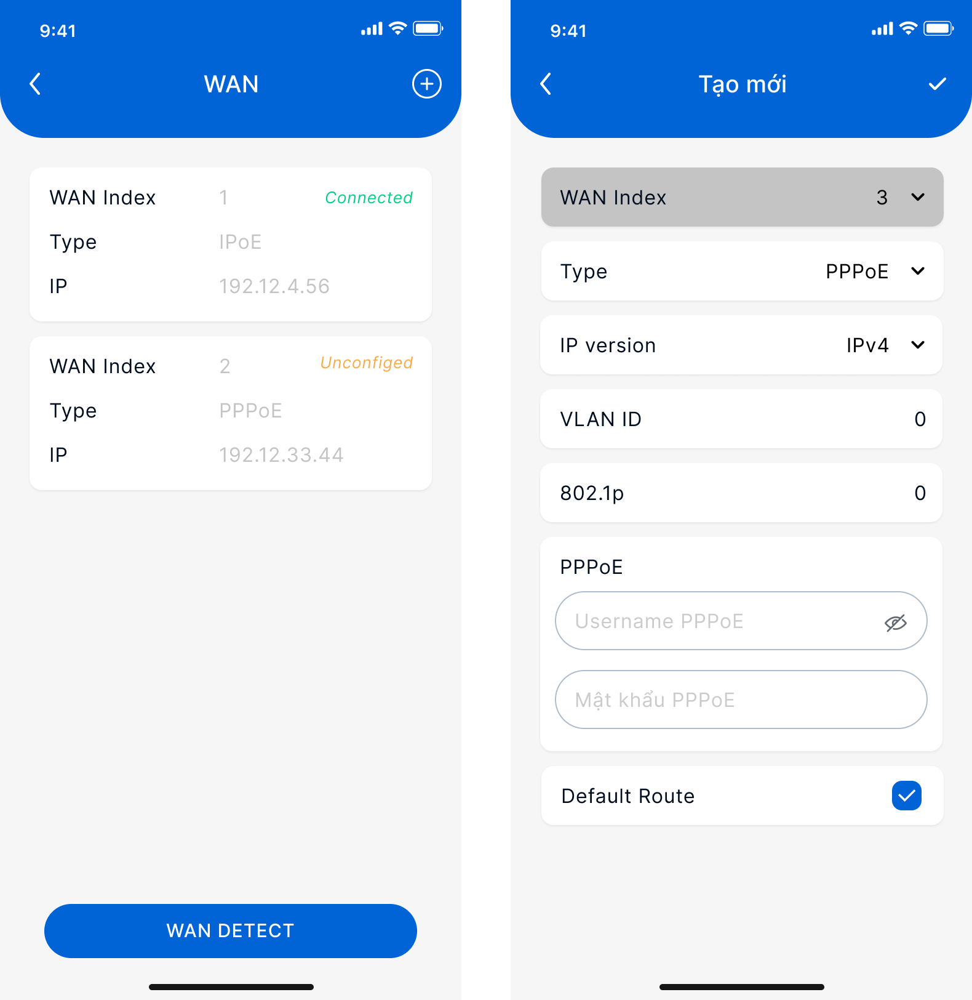 9:41
WAN
WAN Index 1 Connected
Type IPoE
IP 192.12.4.56
WAN Index 2 Unconfiged
Type PPPoE
IP 192.12.33.44
WAN DETECT
9:41
Tạo mới
WAN Index 3
Type PPPoE
IP version IPv4
VLAN ID 0
802.1p 0
PPPoE
Username PPPoE
Mật khẩu PPPoE
Default Route